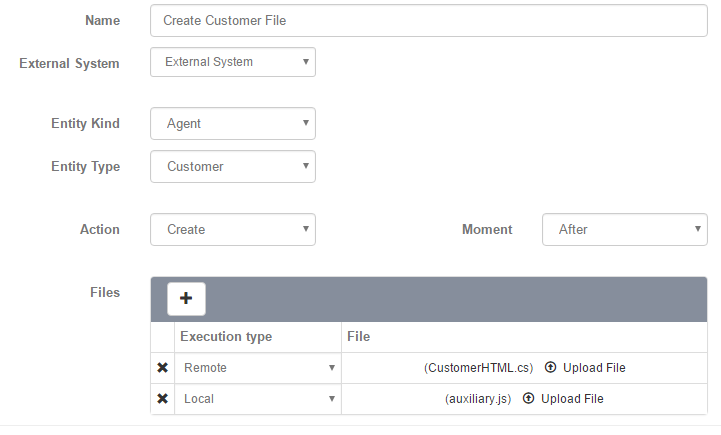 Name Create Customer File
External System External System
Entity Kind Agent
Entity Type Customer
Action Create Moment After
Files
Execution type File
Remote (CustomerHTML.cs) Upload File
Local (auxiliary.js) Upload File